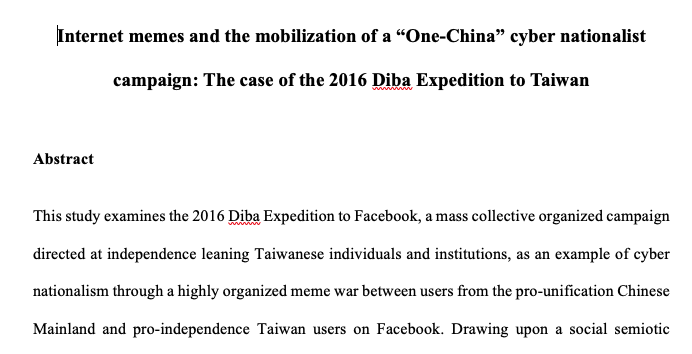 Internet memes and the mobilization of a “One-China” cyber nationalist
campaign: The case of the 2016 Diba Expedition to Taiwan
Abstract
This study examines the 2016 Diba Expedition to Facebook, a mass collective organized campaign
directed at independence leaning Taiwanese individuals and institutions, as an example of cyber
nationalism through a highly organized meme war between users from the pro-unification Chinese
Mainland and pro-independence Taiwan users on Facebook. Drawing upon a social semiotic